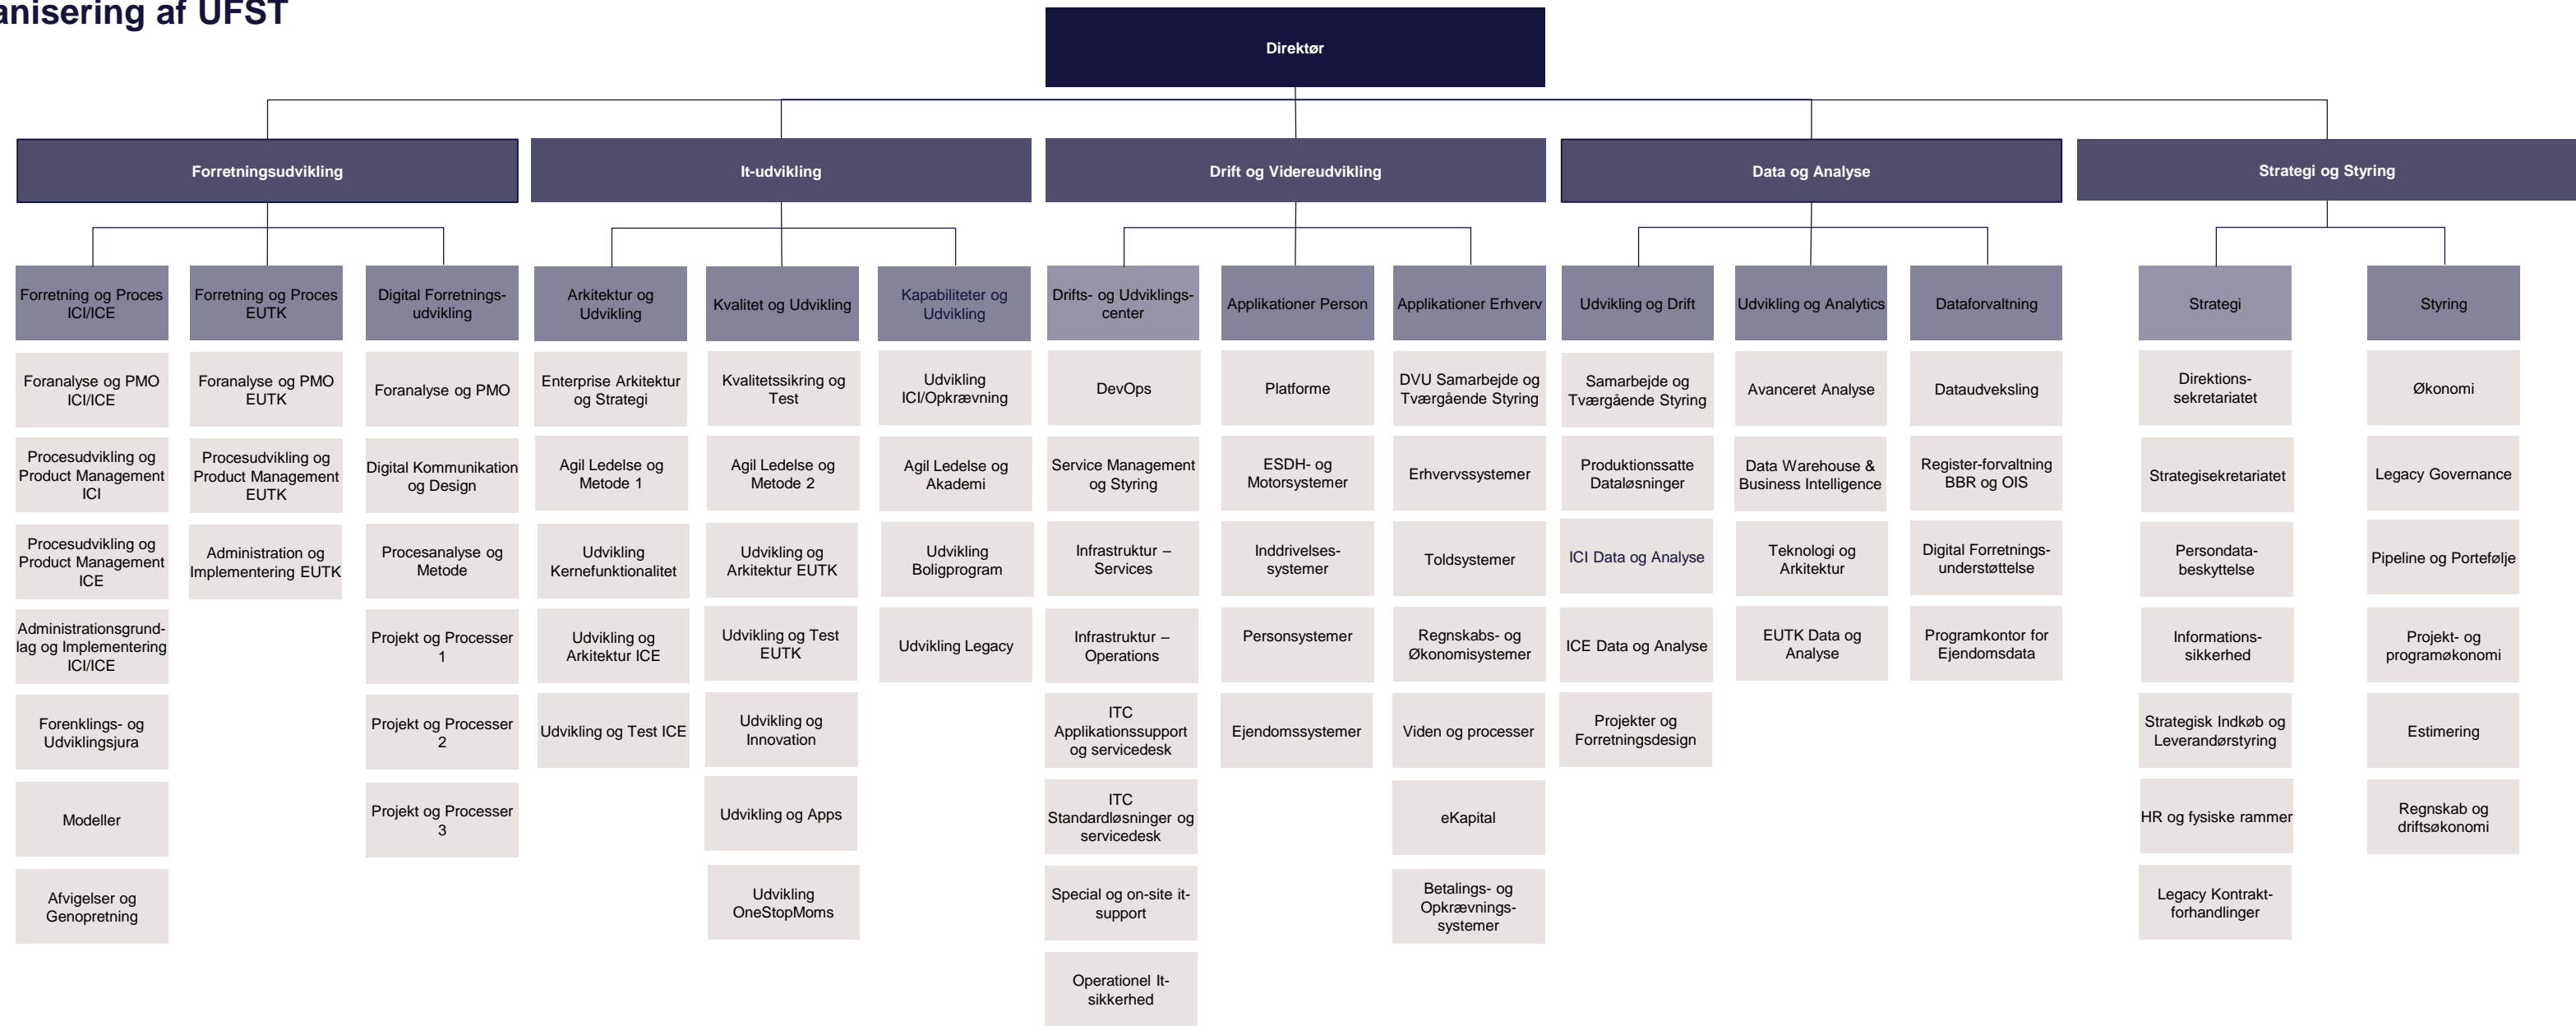 anisering af UFST
Direktør
Forretningsudvikling
It-udvikling
Drift og Videreudvikling
Data og Analyse
Strategi og Styring
Forretning og Proces
ICI/ICE
Foranalyse og PMO
ICI/ICE
Procesudvikling og
Product Management
ICI
Procesudvikling og
Product Management
ICE
Administrationsgrund-
lag og Implementering
ICI/ICE
Forenklings- og
Udviklingsjura
Modeller
Afvigelser og
Genopretning
Forretning og Proces
EUTK
Foranalyse og PMO
EUTK
Procesudvikling og
Product Management
EUTK
Administration og
Implementering EUTK
Digital Forretnings-
udvikling
Foranalyse og PMO
Digital Kommunikation
og Design
Procesanalyse og
Metode
Projekt og Processer
1
Projekt og Processer
2
Projekt og Processer
3
Arkitektur og
Udvikling
Enterprise Arkitektur
og Strategi
Agil Ledelse og
Metode 1
Udvikling
Kernefunktionalitet
Udvikling og
Arkitektur ICE
Udvikling og Test ICE
Kvalitet og Udvikling
Kvalitetssikring og
Test
Agil Ledelse og
Metode 2
Udvikling og
Arkitektur EUTK
Udvikling og Test
EUTK
Udvikling og
Innovation
Udvikling og Apps
Udvikling
OneStopMoms
Kapabiliteter og
Udvikling
Udvikling
ICI/Opkrævning
Agil Ledelse og
Akademi
Udvikling
Boligprogram
Udvikling Legacy
Drifts- og Udviklings-
center
DevOps
Service Management
og Styring
Infrastruktur –
Services
Infrastruktur –
Operations
ITC
Applikationssupport
og servicedesk
ITC
Standardløsninger og
servicedesk
Special og on-site it-
support
Operationel It-
sikkerhed
Applikationer Person
Platforme
ESDH- og
Motorsystemer
Inddrivelses-
systemer
Personsystemer
Ejendomssystemer
Applikationer Erhverv
DVU Samarbejde og
Tværgående Styring
Erhvervssystemer
Toldsystemer
Regnskabs- og
Økonomisystemer
Viden og processer
eKapital
Betalings- og
Opkrævnings-
systemer
Udvikling og Drift
Samarbejde og
Tværgående Styring
Produktionssatte
Dataløsninger
ICI Data og Analyse
ICE Data og Analyse
Projekter og
Forretningsdesign
Udvikling og Analytics
Avanceret Analyse
Data Warehouse &
Business Intelligence
Teknologi og
Arkitektur
EUTK Data og
Analyse
Dataforvaltning
Dataudveksling
Register-forvaltning
BBR og OIS
Digital Forretnings-
understøttelse
Programkontor for
Ejendomsdata
Strategi
Direktions-
sekretariatet
Strategisekretariatet
Persondata-
beskyttelse
Informations-
sikkerhed
Strategisk Indkøb og
Leverandørstyring
HR og fysiske rammer
Legacy Kontrakt-
forhandlinger
Styring
Økonomi
Legacy Governance
Pipeline og Portefølje
Projekt- og
programøkonomi
Estimering
Regnskab og
driftsøkonomi